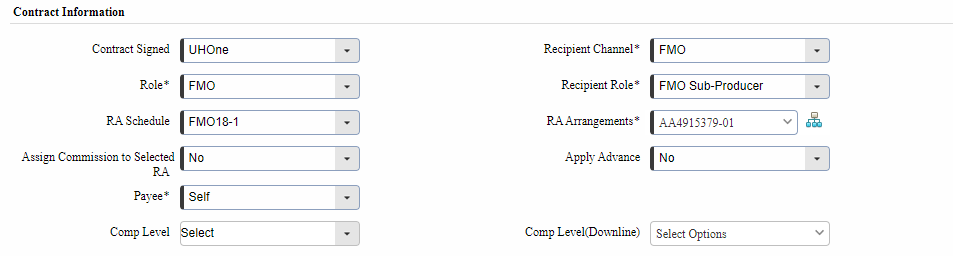 Contract Information
Contract Signed UHOne Recipient Channel* FMO
Role* FMO Recipient Role* FMO Sub-Producer
RA Schedule FMO18-1 RA Arrangements* AA4915379-01
Assign Commission to Selected No Apply Advance No
RA
Payee* Self
Comp Level Select Comp Level(Downline) Select Options